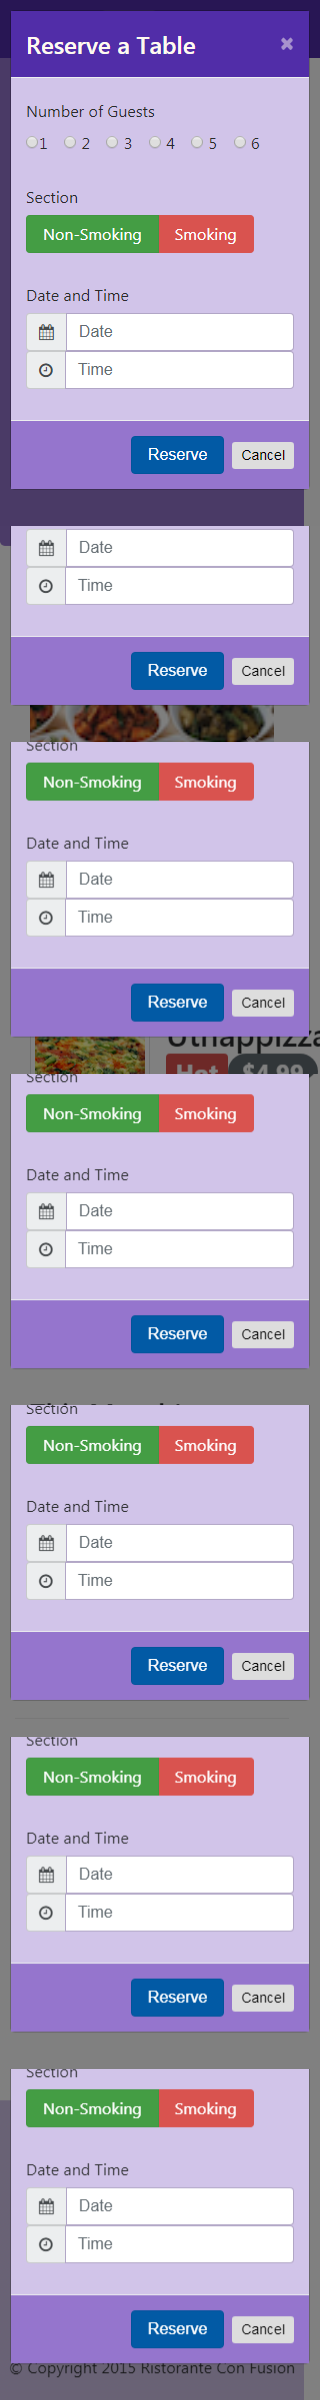 Reserve a Table ×
Number of Guests
1 2 3 4 5 6
Section
Non-Smoking Smoking
Date and Time
Date
Time
Reserve Cancel
Date
Time
Reserve Cancel
Section
Non-Smoking Smoking
Date and Time
Date
Time
Reserve Cancel
Uthappizza
Hot $4.99
Section
Non-Smoking Smoking
Date and Time
Date
Time
Reserve Cancel
Section
Non-Smoking Smoking
Date and Time
Date
Time
Reserve Cancel
Section
Non-Smoking Smoking
Date and Time
Date
Time
Reserve Cancel
Section
Non-Smoking Smoking
Date and Time
Date
Time
Reserve Cancel
© Copyright 2015 Ristorante Con Fusion